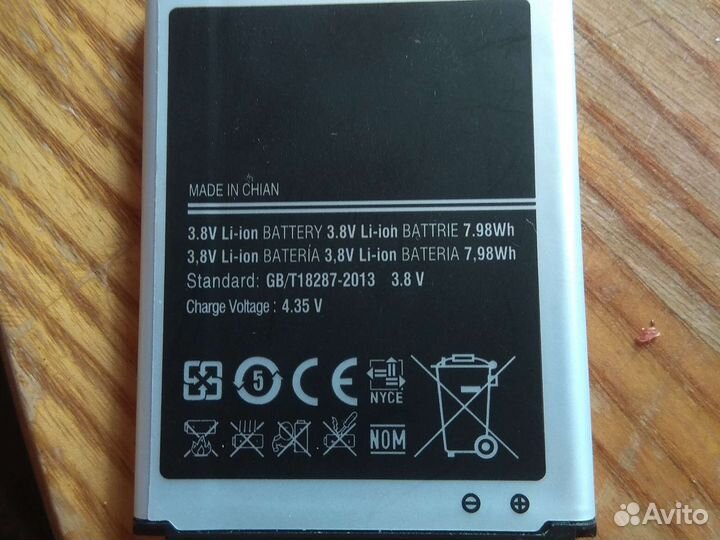 MADE IN CHIAN
3.8V Li-ion BATTERY 3.8V Li-ioh BATTRIE 7.98Wh
3,8V Li-ion BATERÍA 3,8V Li-ion BATERIA 7,98Wh
Standard: GB/T18287-2013 3.8 V
Charge Voltage : 4.35 V
5 CE NYCE
NOM
Avito